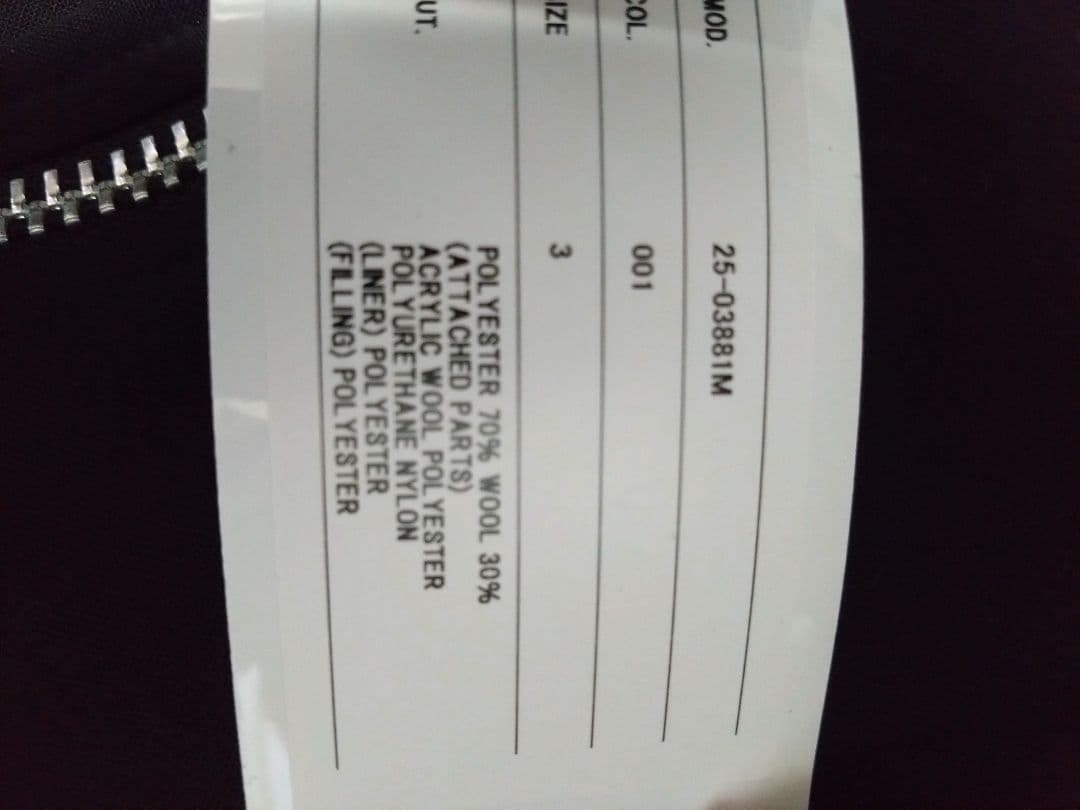 MOD. 25-03881M
COL. 001
IZE 3
UT. POLYESTER 70% WOOL 30%
(ATTACHED PARTS)
ACRYLIC WOOL POLYESTER
POLYURETHANE NYLON
(LINER) POLYESTER
(FILLING) POLYESTER